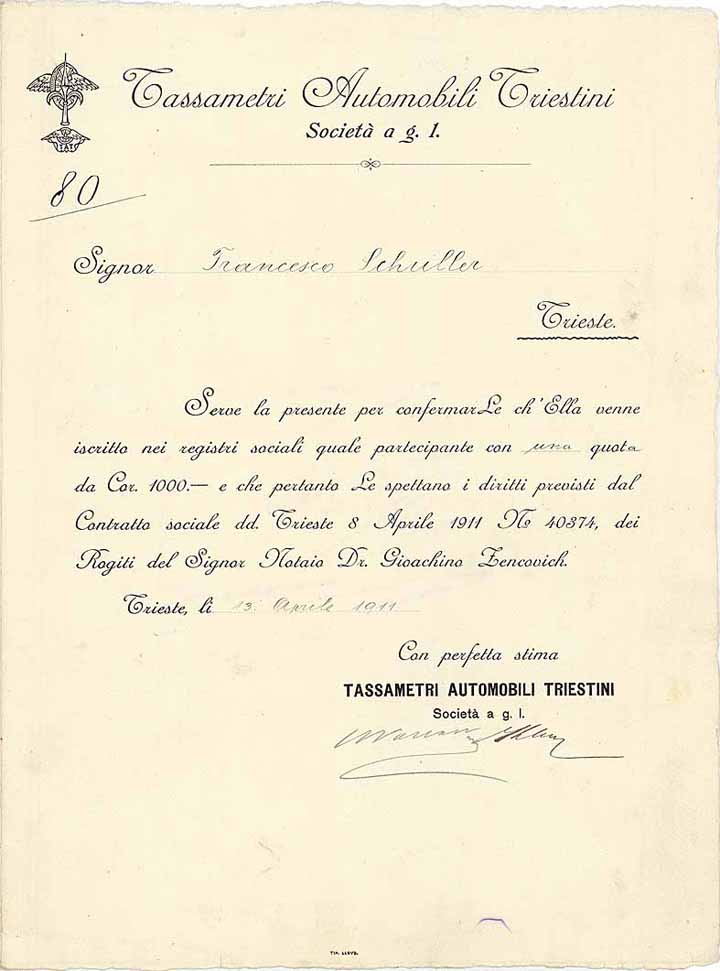 Tassametri Automobili Triestini
Società a g. l.
T.A.T.
80
Signor Francesco Schuller
Trieste.
Serve la presente per confermarLe ch'Ella venne
iscritto nei registri sociali quale partecipante con una quota
da Cor. 1000.— e che pertanto Le spettano i diritti previsti dal
Contratto sociale dd. Trieste 8 Aprile 1911 № 40374, dei
Rogiti del Signor Notaio Dr. Gioachino Zencovich.
Trieste, li 13. Aprile 1911.
Con perfetta stima
TASSAMETRI AUTOMOBILI TRIESTINI
Società a g. l.
TIP. LLOYD.